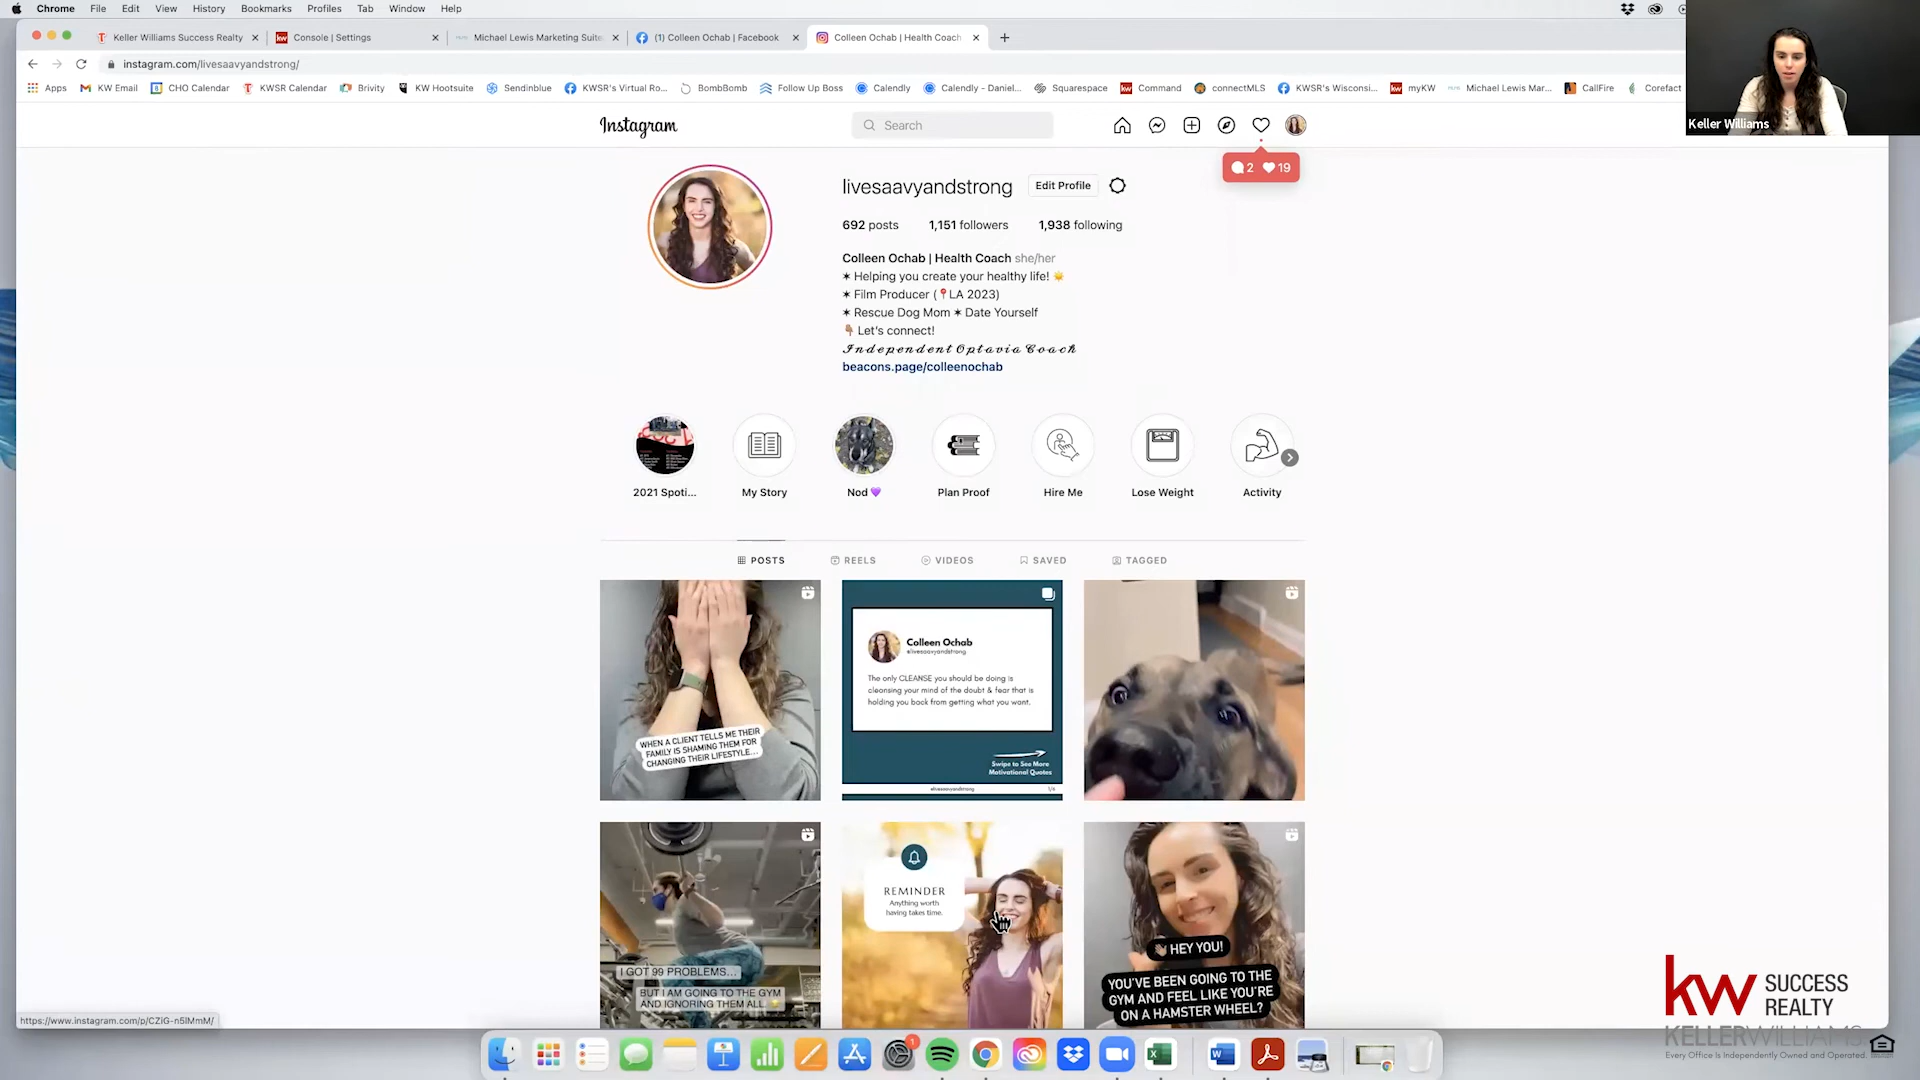 Chrome File Edit View History Bookmarks Profiles Tab Window Help
Keller Williams Success Realty
Console | Settings
Michael Lewis Marketing Suite
(1) Colleen Ochab | Facebook
Colleen Ochab | Health Coach
instagram.com/livesaavyandstrong/
Apps KW Email CHO Calendar KWSR Calendar Brivity KW Hootsuite Sendinblue KWSR's Virtual Ro... BombBomb Follow Up Boss Calendly Calendly - Daniel... Squarespace Command connectMLS KWSR's Wisconsi... myKW Michael Lewis Mar... CallFire Corefact
Keller Williams
Instagram
Search
2 19
livesaavyandstrong
Edit Profile
692 posts 1,151 followers 1,938 following
Colleen Ochab | Health Coach she/her
✶ Helping you create your healthy life! ☀️
✶ Film Producer (📍LA 2023)
✶ Rescue Dog Mom ✶ Date Yourself
👇🏽 Let's connect!
𝓘𝓷𝓭𝓮𝓹𝓮𝓷𝓭𝓮𝓷𝓽 𝓞𝓹𝓽𝓪𝓿𝓲𝓪 𝓒𝓸𝓪𝓬𝓱
beacons.page/colleenochab
2021 Spoti... My Story Nod 💜 Plan Proof Hire Me Lose Weight Activity
POSTS REELS VIDEOS SAVED TAGGED
WHEN A CLIENT TELLS ME THEIR
FAMILY IS SHAMING THEM FOR
CHANGING THEIR LIFESTYLE...
Colleen Ochab
@livesaavyandstrong
The only CLEANSE you should be doing is
cleansing your mind of the doubt & fear that is
holding you back from getting what you want.
Swipe to See More
Motivational Quotes
@livesaavyandstrong
1/6
I GOT 99 PROBLEMS...
BUT I AM GOING TO THE GYM
AND IGNORING THEM ALL
REMINDER
Anything worth
having takes time.
👋🏽 HEY YOU!
YOU'VE BEEN GOING TO THE
GYM AND FEEL LIKE YOU'RE
ON A HAMSTER WHEEL?
https://www.instagram.com/p/CZiG-n5lMmM/
1
kw SUCCESS
REALTY
KELLERWILLIAMS
Every Office Is Independently Owned and Operated.